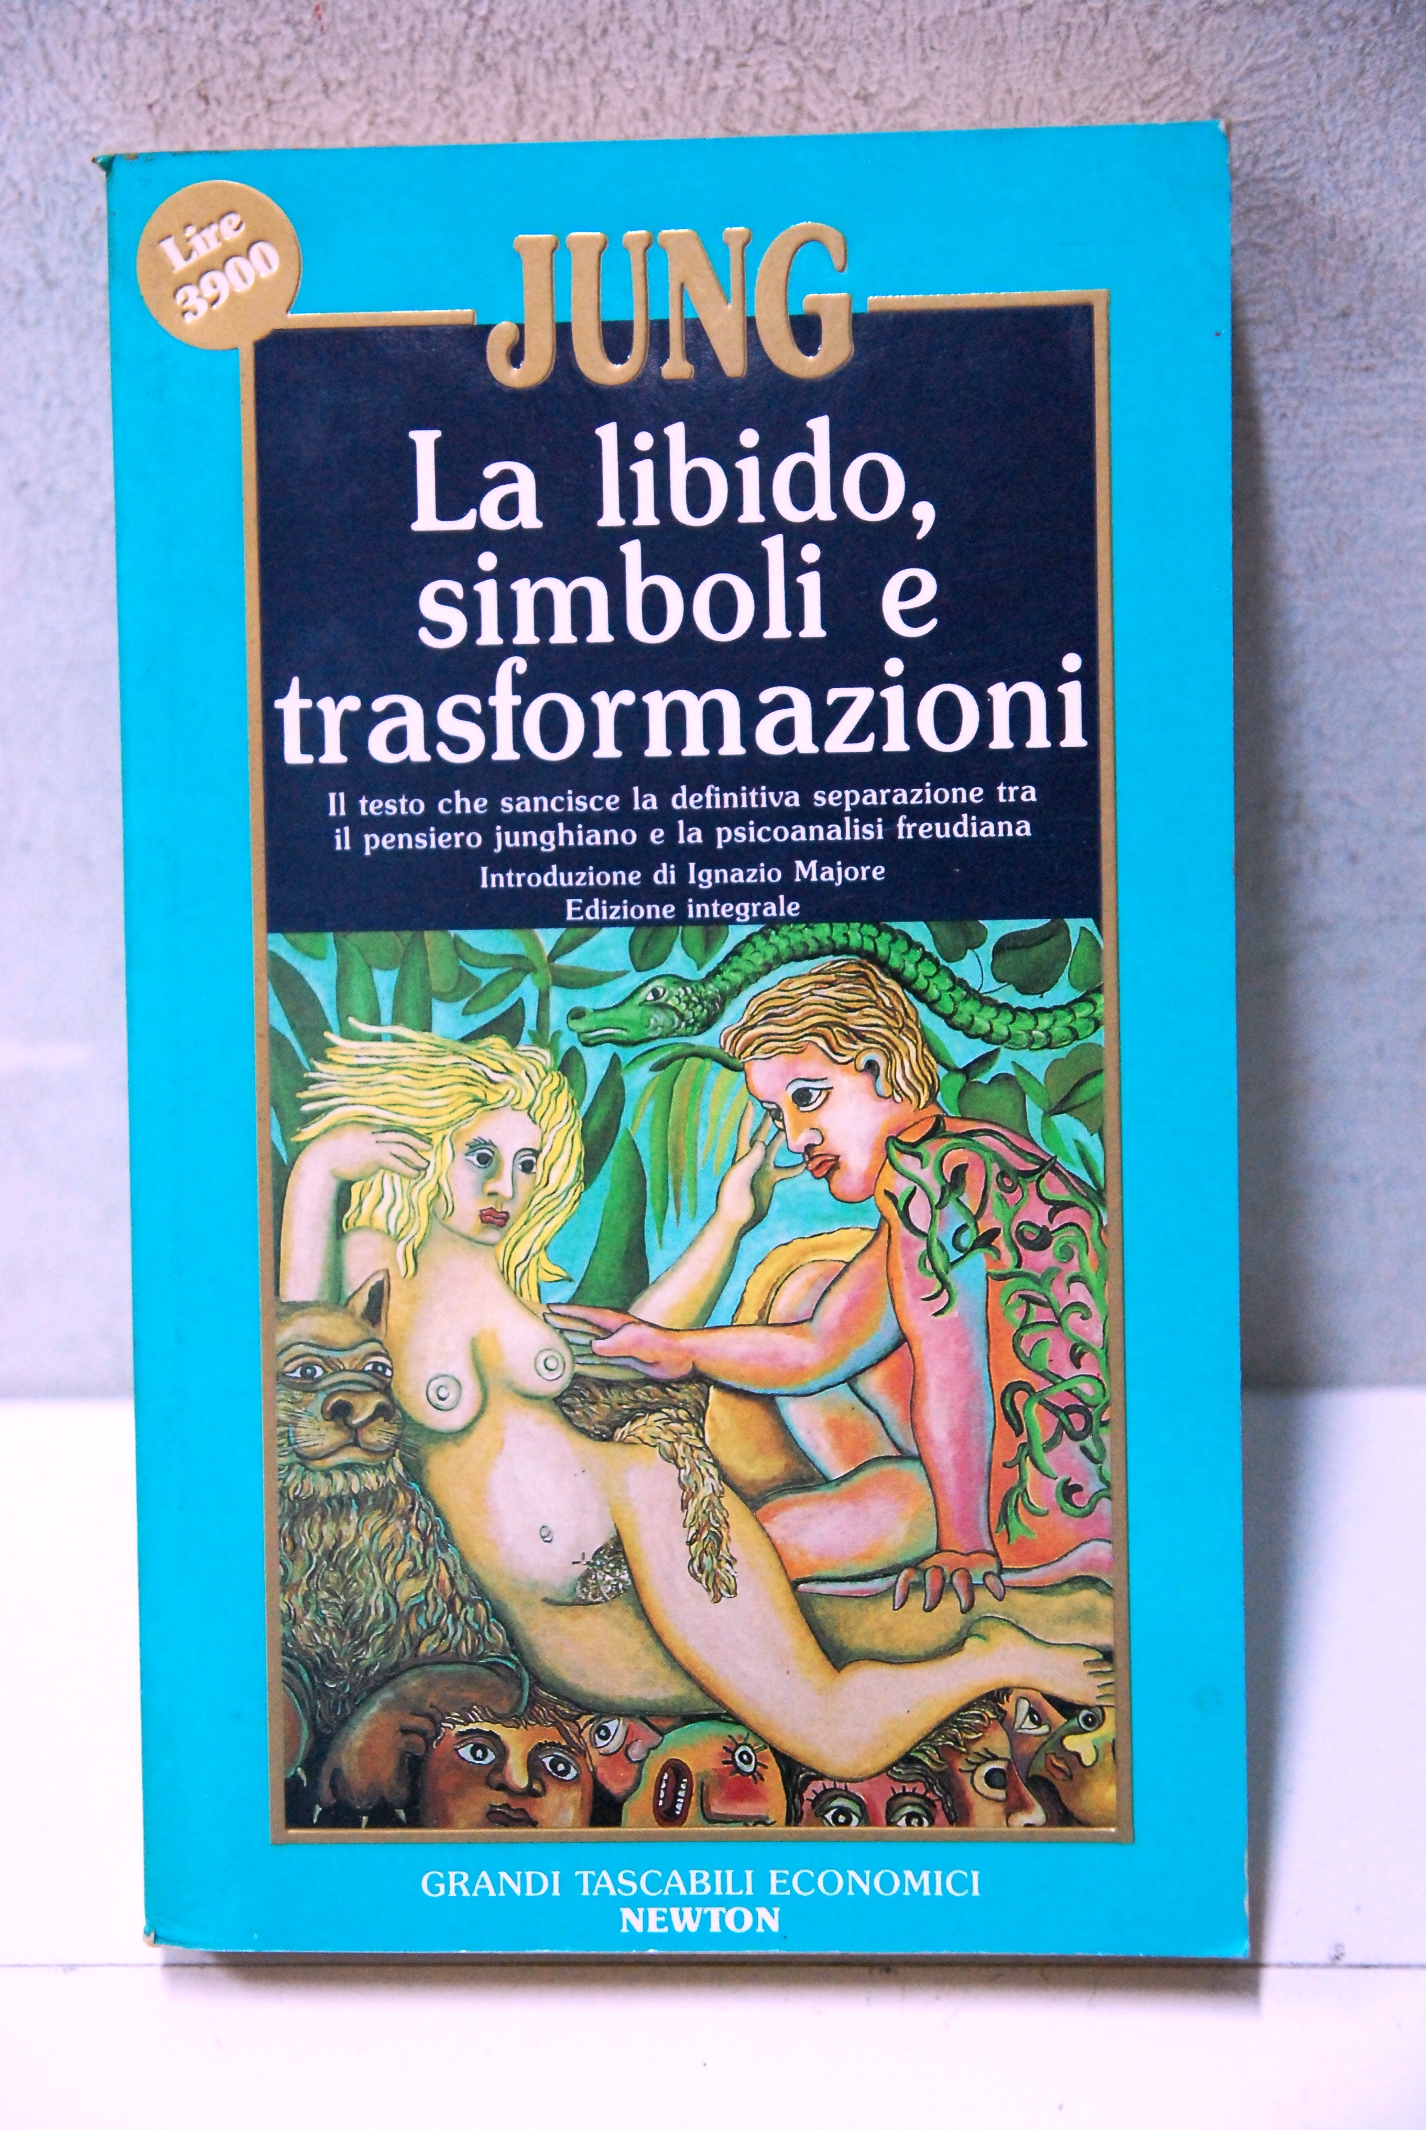 Lire
3900
JUNG
La libido,
simboli e
trasformazioni
Il testo che sancisce la definitiva separazione tra
il pensiero junghiano e la psicoanalisi freudiana
Introduzione di Ignazio Majore
Edizione integrale
GRANDI TASCABILI ECONOMICI
NEWTON